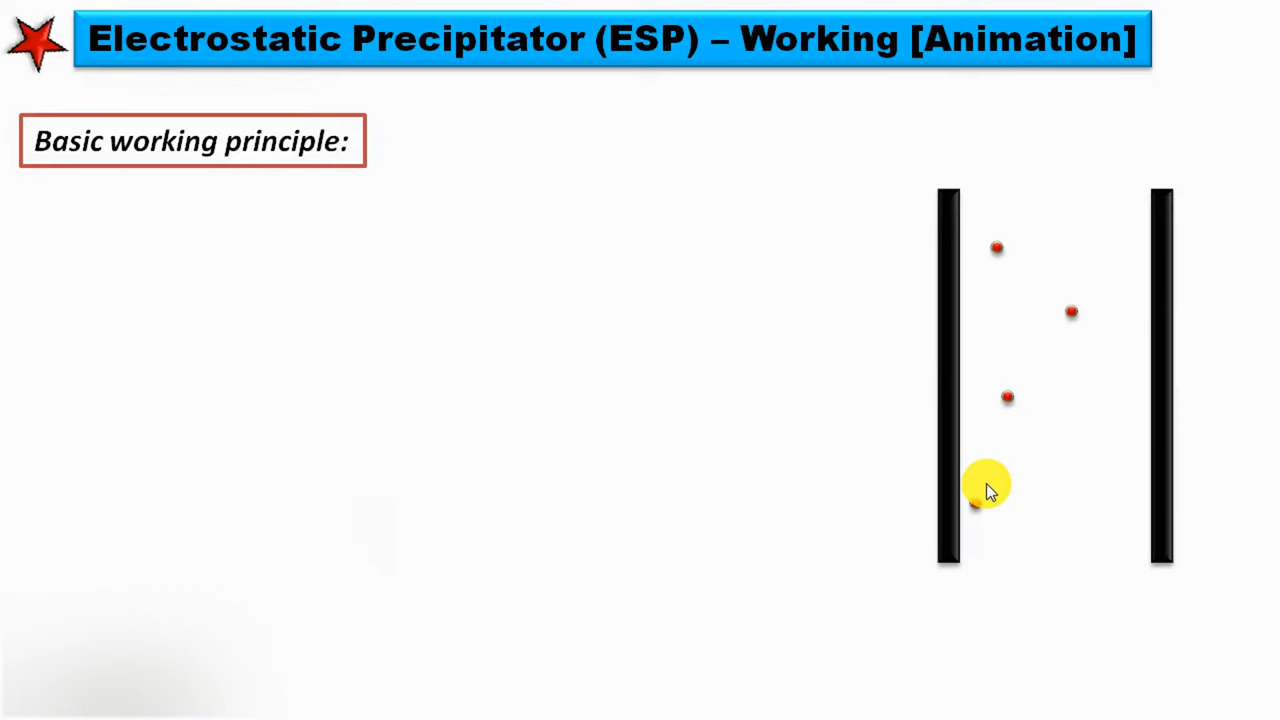 Electrostatic Precipitator (ESP) – Working [Animation]
Basic working principle: